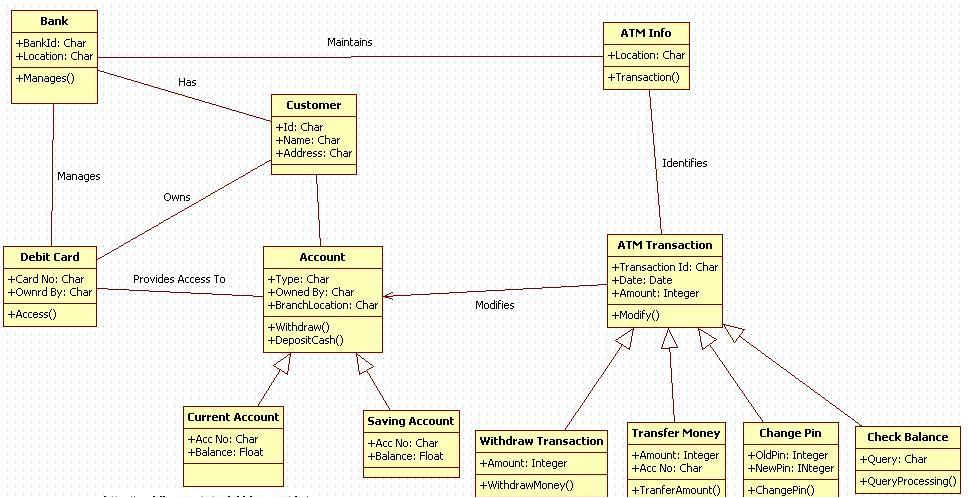 Bank
+BankId: Char
+Location: Char
+Manages()
Maintains
ATM Info
+Location: Char
+Transaction()
Has
Customer
+Id: Char
+Name: Char
+Address: Char
Manages
Owns
Identifies
Debit Card
+Card No: Char
+Ownrd By: Char
+Access()
Provides Access To
Account
+Type: Char
+Owned By: Char
+BranchLocation: Char
+Withdraw()
+DepositCash()
Modifies
ATM Transaction
+Transaction Id: Char
+Date: Date
+Amount: Integer
+Modify()
Current Account
+Acc No: Char
+Balance: Float
Saving Account
+Acc No: Char
+Balance: Float
Withdraw Transaction
+Amount: Integer
+WithdrawMoney()
Transfer Money
+Amount: Integer
+Acc No: Char
+TranferAmount()
Change Pin
+OldPin: Integer
+NewPin: INteger
+ChangePin()
Check Balance
+Query: Char
+QueryProcessing()